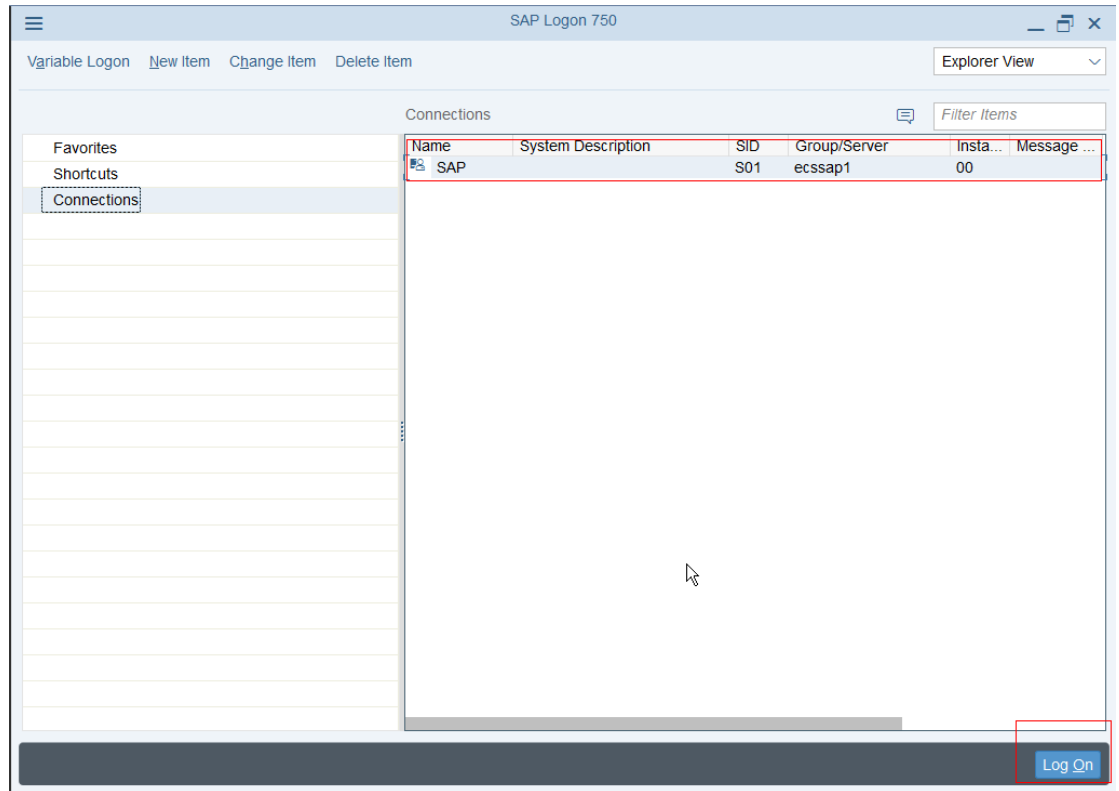 SAP Logon 750
Variable Logon New Item Change Item Delete Item Explorer View
Connections Filter Items
Favorites
Shortcuts
Connections
Name System Description SID Group/Server Insta... Message ...
SAP S01 ecssap1 00
Log On